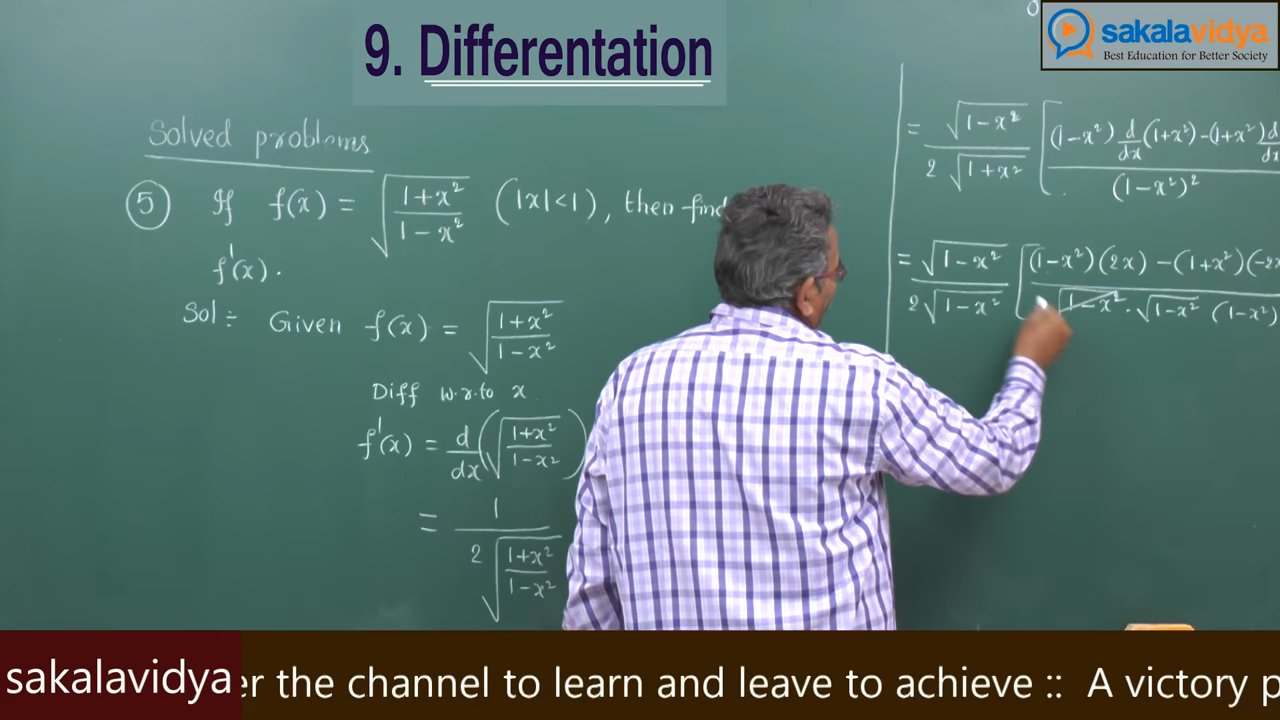 9. Differentation
sakalavidya
Best Education for Better Society
Solved problems
⑤ If f(x) = √((1+x²)/(1-x²)) (|x|<1), then find
f'(x).
Sol÷ Given f(x) = √((1+x²)/(1-x²))
Diff w.r.to x
f'(x) = d/dx(√((1+x²)/(1-x²)))
= 1/(2√((1+x²)/(1-x²)))
= √(1-x²)/(2√(1+x²)) [((1-x²) d/dx (1+x²) - (1+x²) d/dx)/(1-x²)²
= √(1-x²)/(2√(1-x²)) [((1-x²)(2x) - (1+x²)(-2x)/(√(1-x²) · √(1-x²) (1-x²))
sakalavidya
er the channel to learn and leave to achieve :: A victory p